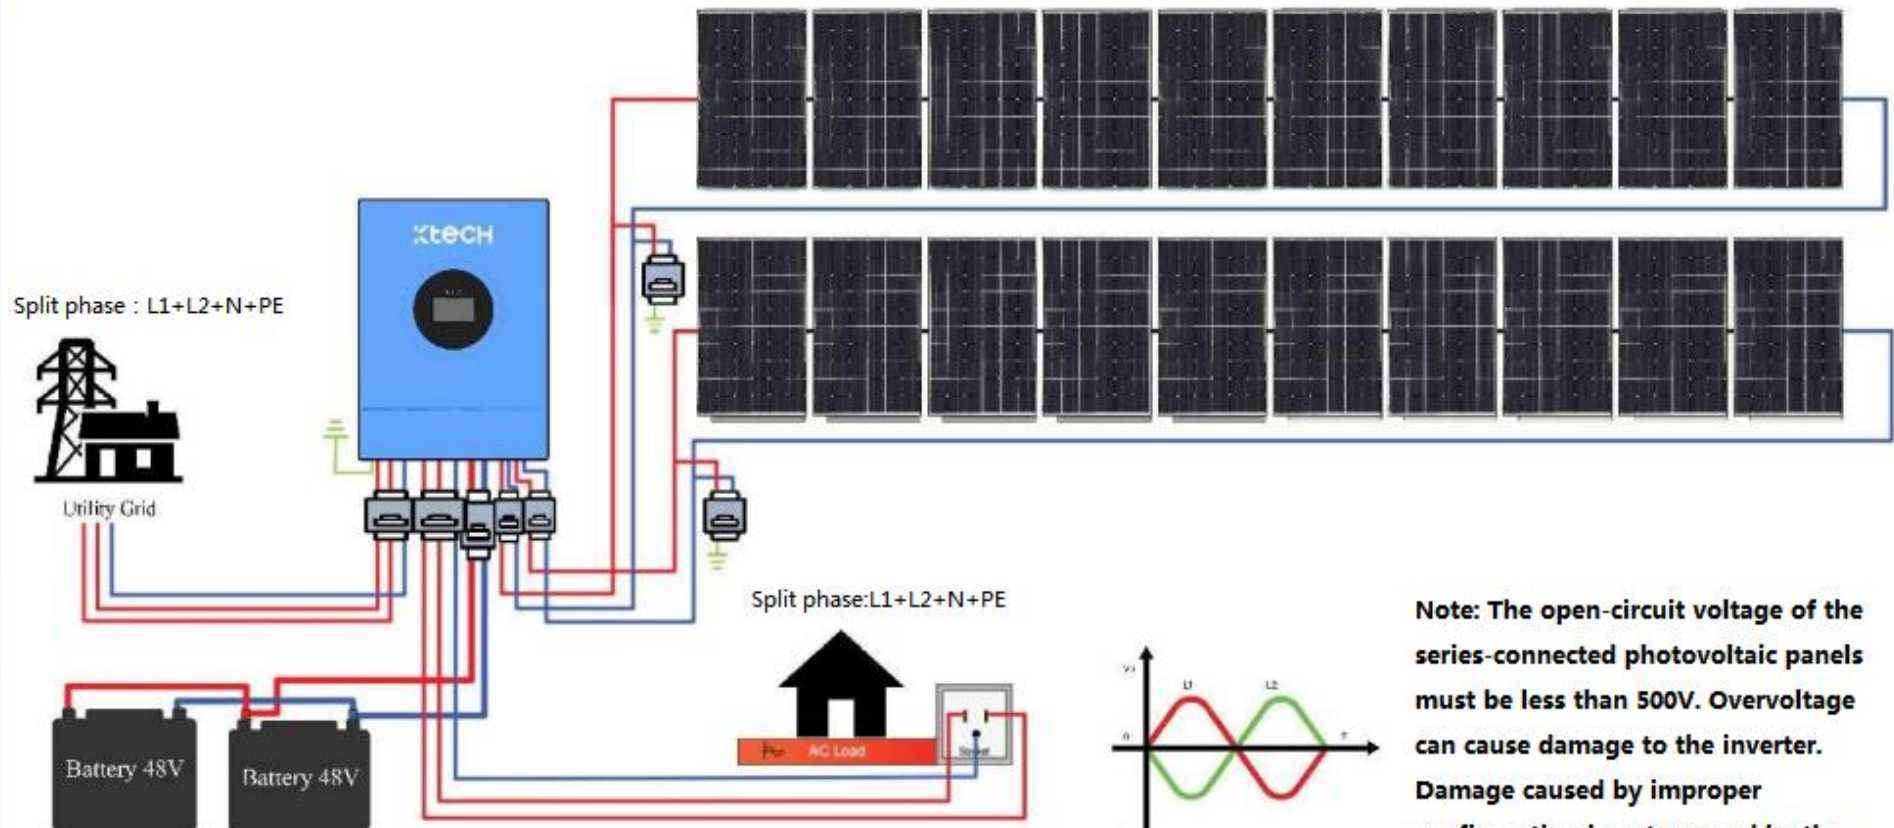 Xtech
Split phase : L1+L2+N+PE
Utility Grid
Split phase:L1+L2+N+PE
AC Load
Socket
Battery 48V
Battery 48V
L1
L2
0
Note: The open-circuit voltage of the
series-connected photovoltaic panels
must be less than 500V. Overvoltage
can cause damage to the inverter.
Damage caused by improper